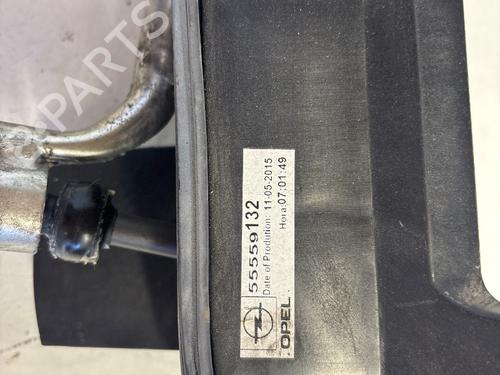 55559132
Date of Prodution: 11-05-2015
Hora:07:01:49
OPEL
PARTS